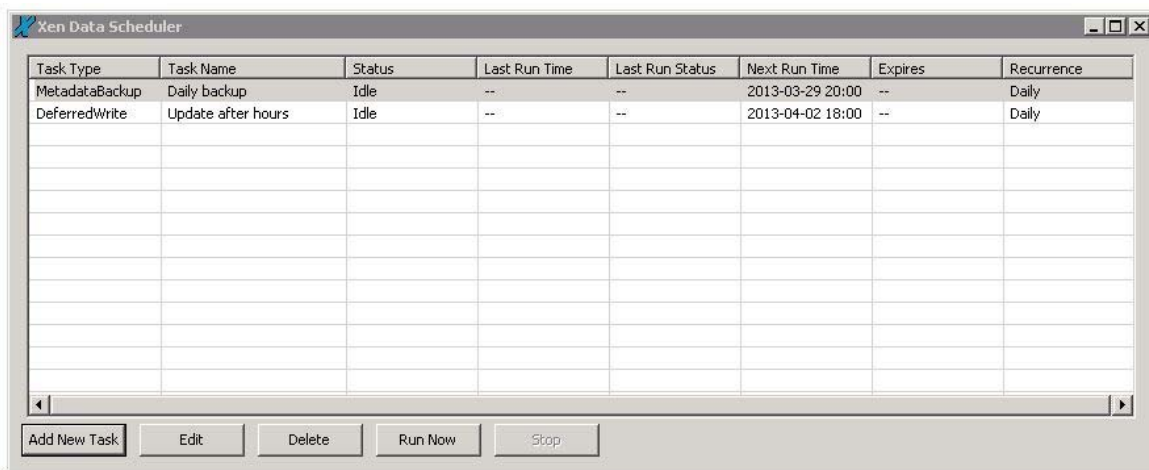 Xen Data Scheduler
Task Type Task Name Status Last Run Time Last Run Status Next Run Time Expires Recurrence
MetadataBackup Daily backup Idle -- -- 2013-03-29 20:00 -- Daily
DeferredWrite Update after hours Idle -- -- 2013-04-02 18:00 -- Daily
Add New Task Edit Delete Run Now Stop